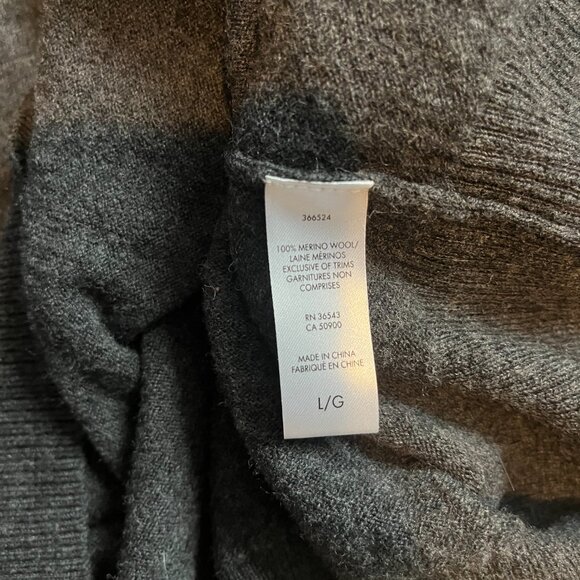 366524
100% MERINO WOOL/
LAINE MÉRINOS
EXCLUSIVE OF TRIMS
GARNITURES NON
COMPRISES
RN 36543
CA 50900
MADE IN CHINA
FABRIQUÉ EN CHINE
L/G